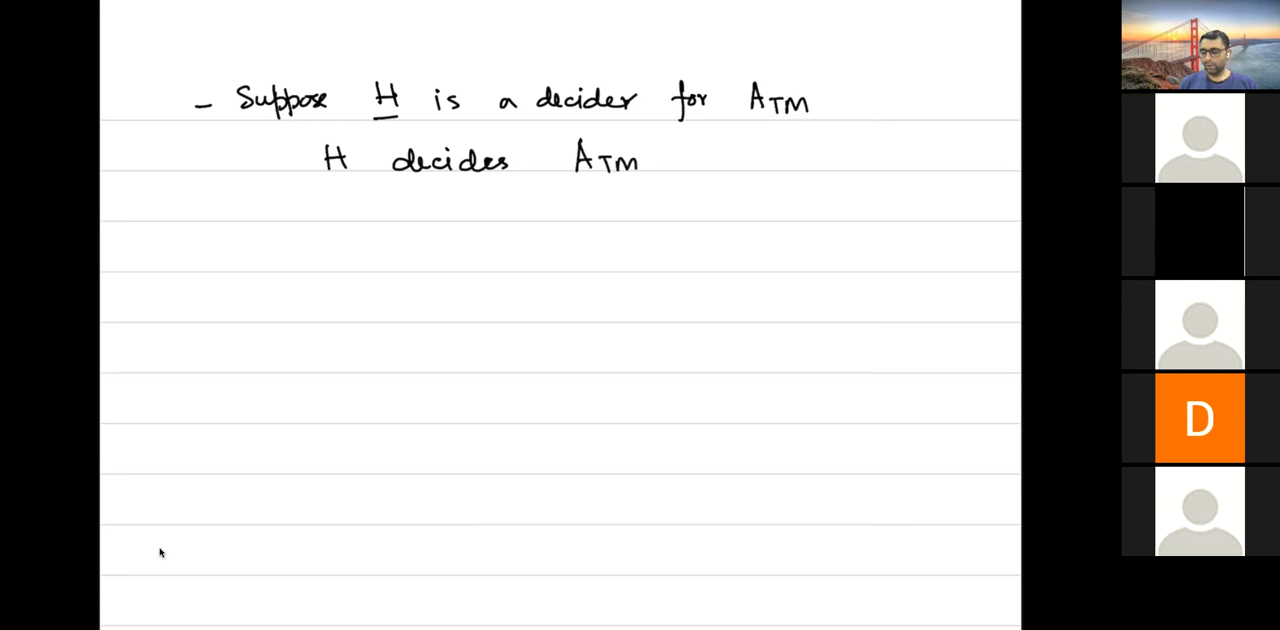 - Suppose H is a decider for ATM
H decides ATM
D